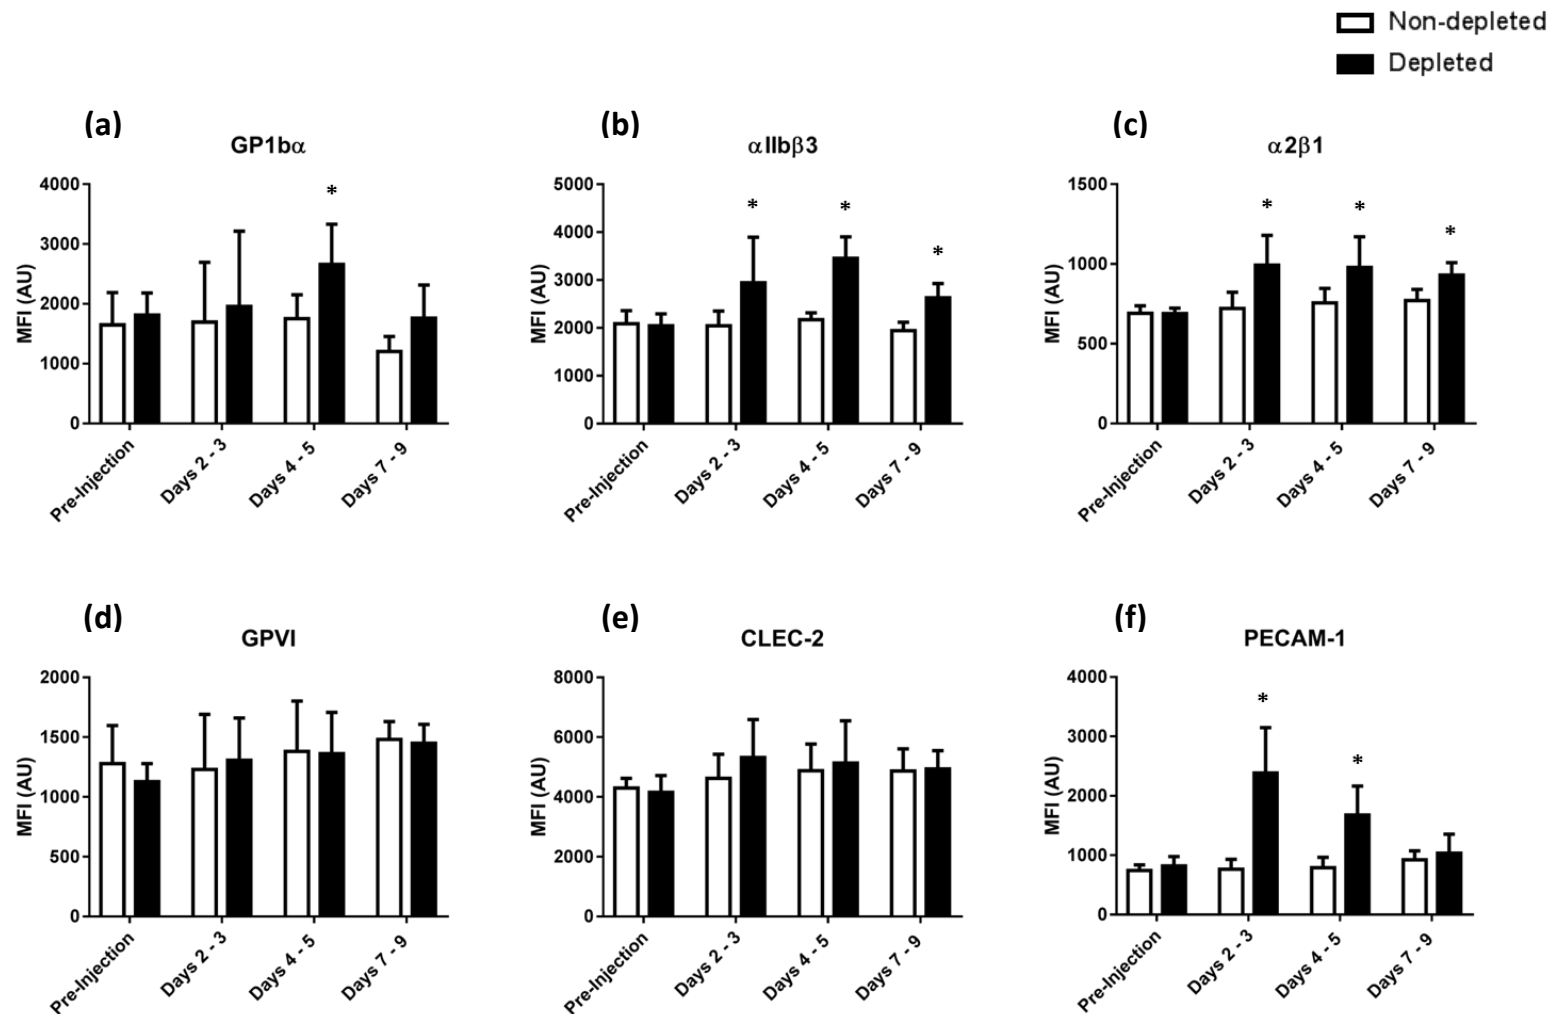 Non-depleted
Depleted
(a)
GP1bα
4000
3000
2000
1000
0
MFI (AU)
*
Pre-Injection
Days 2 - 3
Days 4 - 5
Days 7 - 9
(b)
αIIbβ3
5000
4000
3000
2000
1000
0
MFI (AU)
*
*
*
Pre-Injection
Days 2 - 3
Days 4 - 5
Days 7 - 9
(c)
α2β1
1500
1000
500
0
MFI (AU)
*
*
*
Pre-Injection
Days 2 - 3
Days 4 - 5
Days 7 - 9
(d)
GPVI
2000
1500
1000
500
0
MFI (AU)
Pre-Injection
Days 2 - 3
Days 4 - 5
Days 7 - 9
(e)
CLEC-2
8000
6000
4000
2000
0
MFI (AU)
Pre-Injection
Days 2 - 3
Days 4 - 5
Days 7 - 9
(f)
PECAM-1
4000
3000
2000
1000
0
MFI (AU)
*
*
Pre-Injection
Days 2 - 3
Days 4 - 5
Days 7 - 9